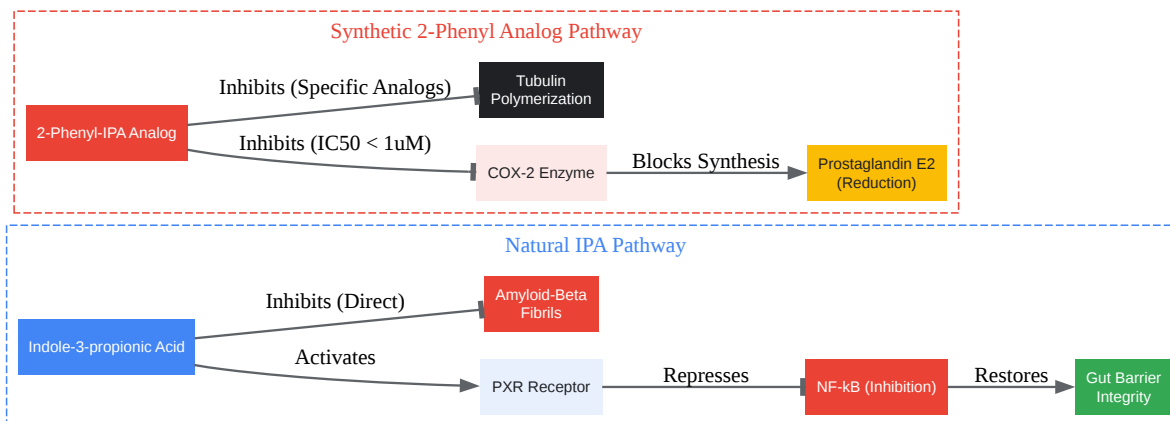 Synthetic 2-Phenyl Analog Pathway
Inhibits (Specific Analogs)
Tubulin
Polymerization
2-Phenyl-IPA Analog
Inhibits (IC50 < 1uM)
COX-2 Enzyme
Blocks Synthesis
Prostaglandin E2
(Reduction)
Natural IPA Pathway
Inhibits (Direct)
Amyloid-Beta
Fibrils
Indole-3-propionic Acid
Activates
PXR Receptor
Represses
NF-kB (Inhibition)
Restores
Gut Barrier
Integrity